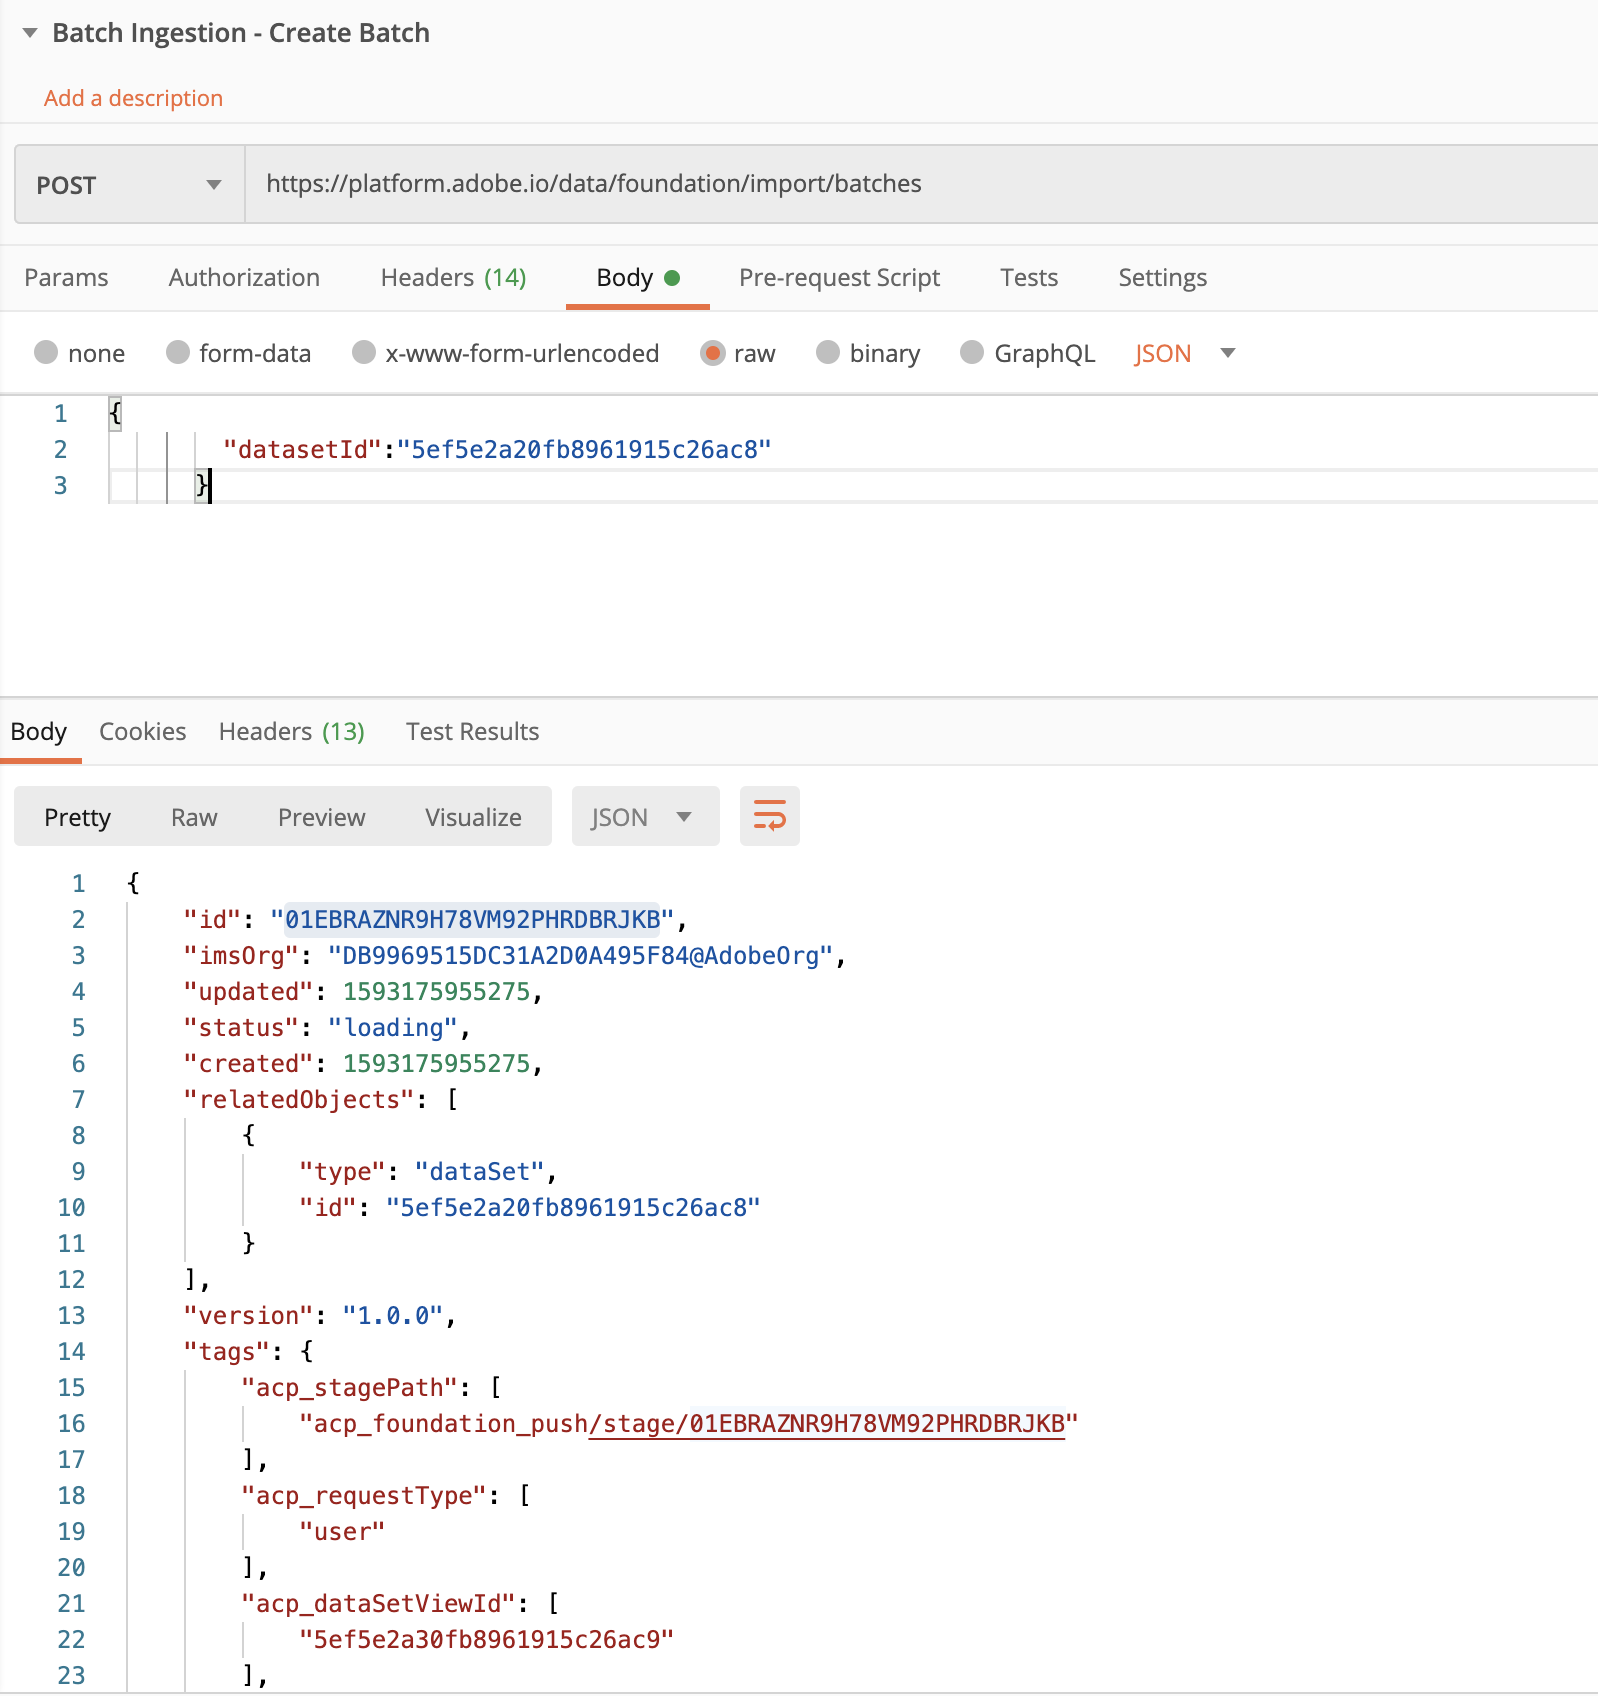 Batch Ingestion - Create Batch
Add a description
POST https://platform.adobe.io/data/foundation/import/batches
Params Authorization Headers (14) Body Pre-request Script Tests Settings
none form-data x-www-form-urlencoded raw binary GraphQL JSON
1 {
2 "datasetId":"5ef5e2a20fb8961915c26ac8"
3 }
Body Cookies Headers (13) Test Results
Pretty Raw Preview Visualize JSON
1 {
2 "id": "01EBRAZNR9H78VM92PHRDBRJKB",
3 "imsOrg": "DB9969515DC31A2D0A495F84@AdobeOrg",
4 "updated": 1593175955275,
5 "status": "loading",
6 "created": 1593175955275,
7 "relatedObjects": [
8 {
9 "type": "dataSet",
10 "id": "5ef5e2a20fb8961915c26ac8"
11 }
12 ],
13 "version": "1.0.0",
14 "tags": {
15 "acp_stagePath": [
16 "acp_foundation_push/stage/01EBRAZNR9H78VM92PHRDBRJKB"
17 ],
18 "acp_requestType": [
19 "user"
20 ],
21 "acp_dataSetViewId": [
22 "5ef5e2a30fb8961915c26ac9"
23 ],